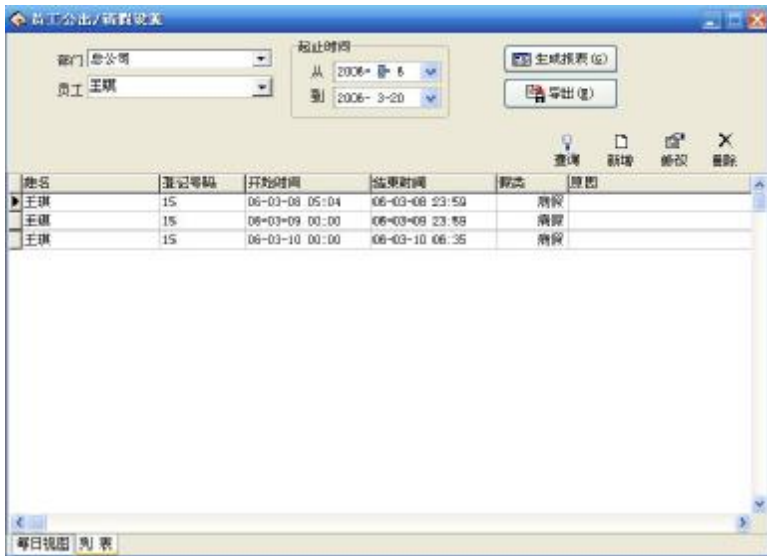 员工公出/请假设置
部门 总公司
员工 王琪
起止时间
从 2006- 3- 6
到 2006- 3-20
生成报表(G)
导出(E)
查询 新增 修改 删除
姓名 登记号码 开始时间 结束时间 假类 原因
王琪 15 06-03-08 05:04 06-03-08 23:59 病假
王琪 15 06-03-09 00:00 06-03-09 23:59 病假
王琪 15 06-03-10 00:00 06-03-10 06:35 病假
每日视图 列表